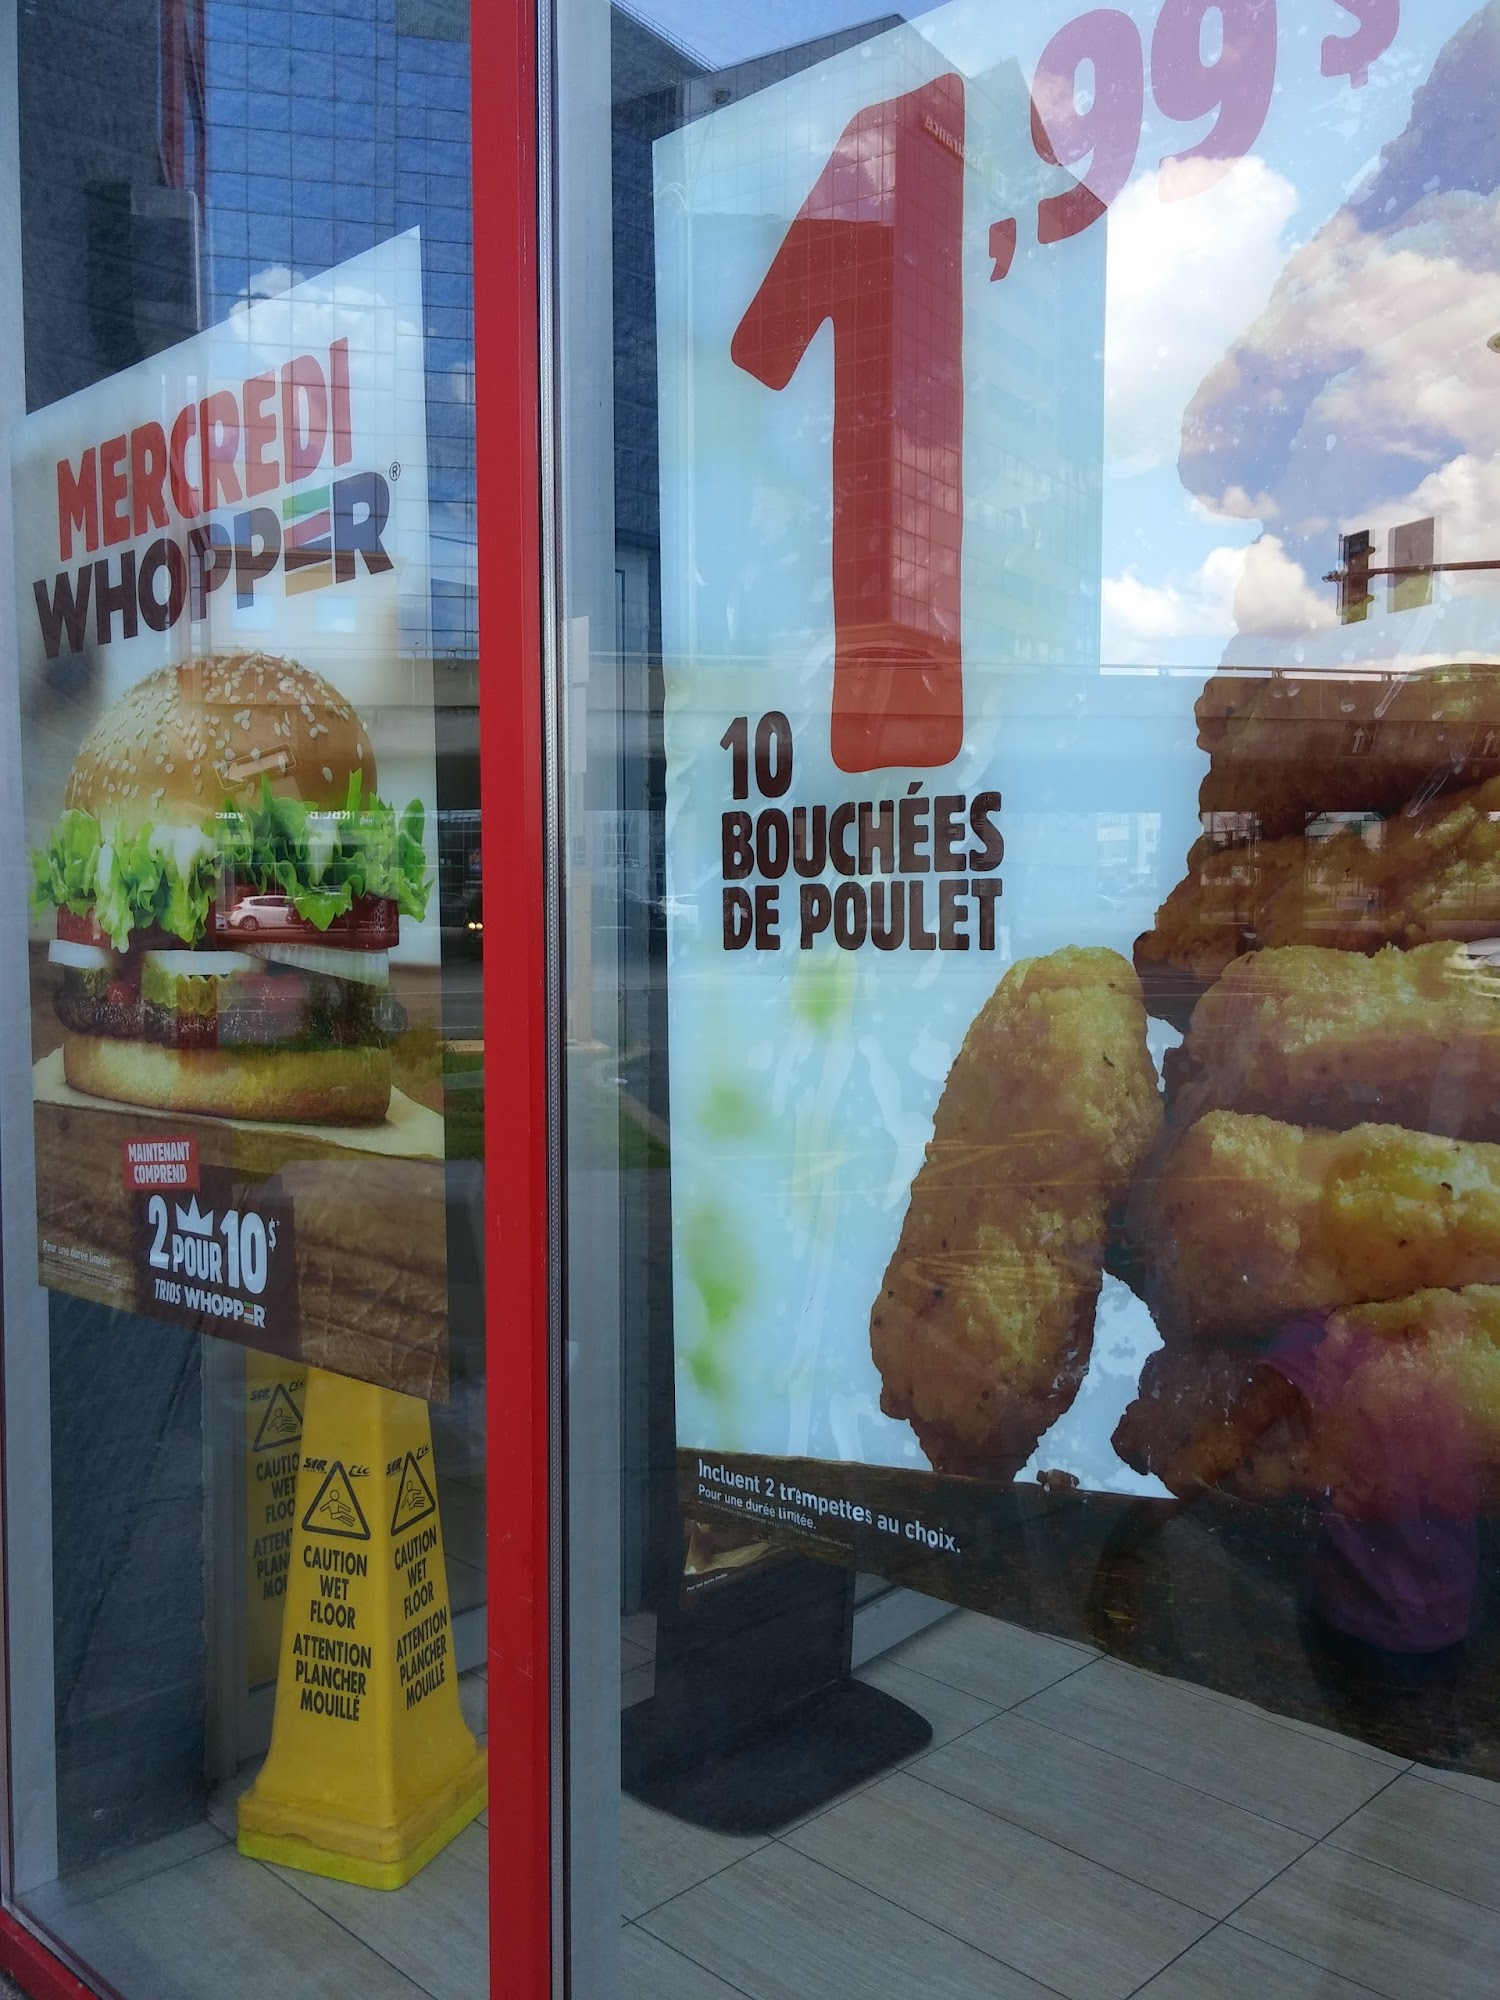 MERCREDI
WHOPPER®
MAINTENANT
COMPREND
2 POUR 10$*
TRIOS WHOPPER
Pour une durée limitée
1,99$
10
BOUCHÉES
DE POULET
Incluent 2 trempettes au choix.
Pour une durée limitée.
CAUTION
WET
FLOOR
ATTENTION
PLANCHER
MOUILLÉ
CAUTION
WET
FLOOR
ATTENTION
PLANCHER
MOUILLÉ